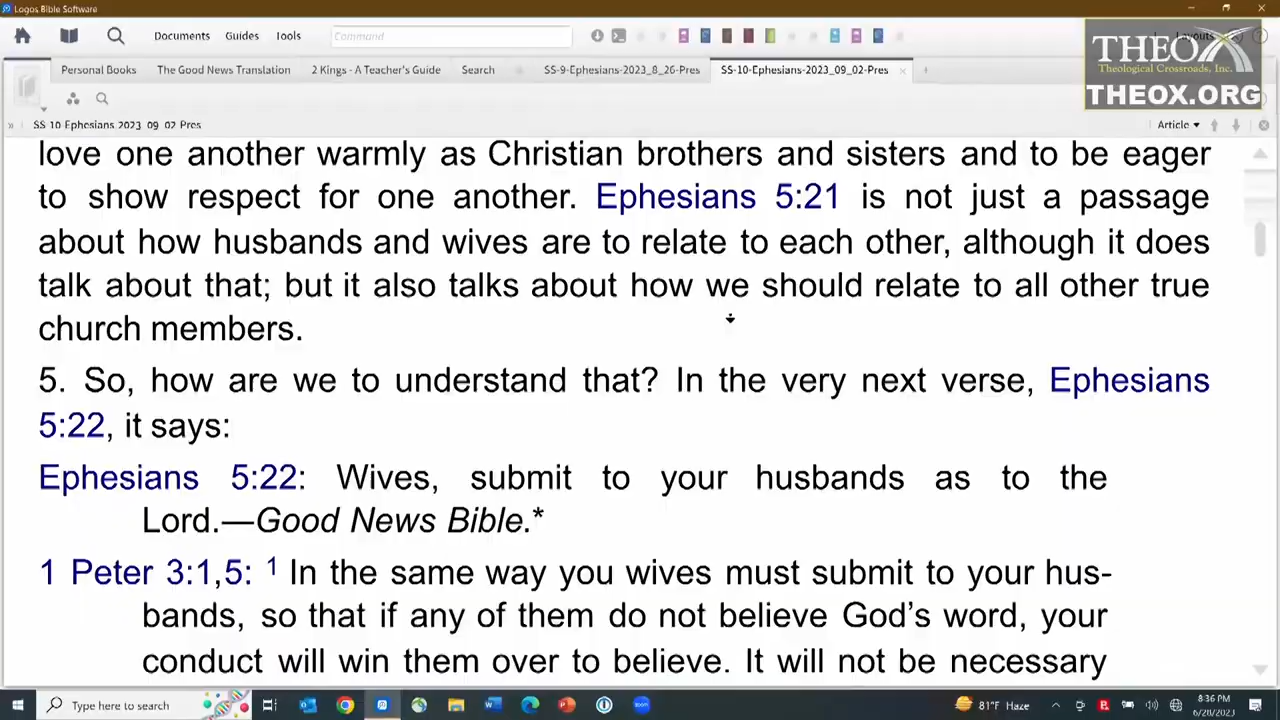 Logos Bible Software
Documents Guides Tools Command Layouts
THEOX
Theological Crossroads, Inc.
THEOX.ORG
Personal Books The Good News Translation 2 Kings - A Teacher's Guid SS-9-Ephesians-2023_8_26-Pres SS-10-Ephesians-2023_09_02-Pres
SS-10-Ephesians-2023_09_02-Pres Article
love one another warmly as Christian brothers and sisters and to be eager
to show respect for one another. Ephesians 5:21 is not just a passage
about how husbands and wives are to relate to each other, although it does
talk about that; but it also talks about how we should relate to all other true
church members.
5. So, how are we to understand that? In the very next verse, Ephesians
5:22, it says:
Ephesians 5:22: Wives, submit to your husbands as to the
Lord.—Good News Bible.*
1 Peter 3:1,5: 1 In the same way you wives must submit to your hus-
bands, so that if any of them do not believe God's word, your
conduct will win them over to believe. It will not be necessary
Type here to search 81°F Haze 8:36 PM
6/28/2023